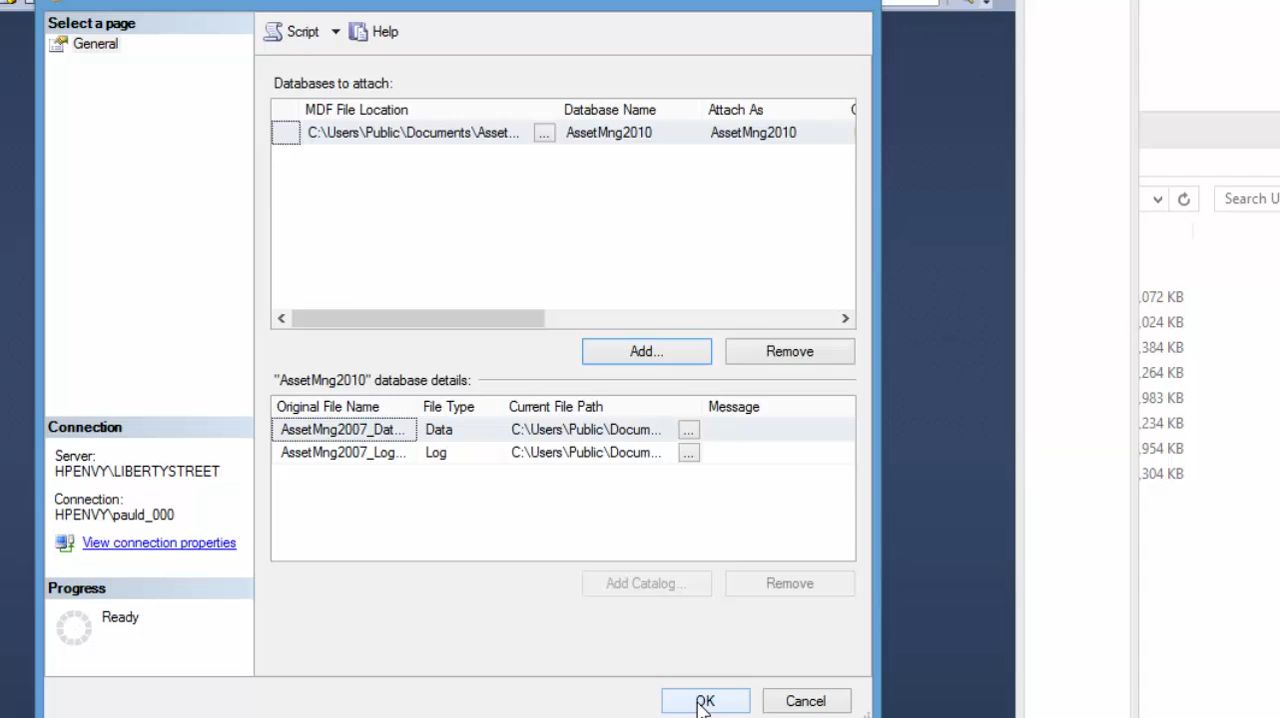 Select a page
General
Script
Help
Databases to attach:
MDF File Location Database Name Attach As
C:\Users\Public\Documents\Asset... ... AssetMng2010 AssetMng2010
Add...
Remove
"AssetMng2010" database details:
Original File Name File Type Current File Path Message
AssetMng2007_Dat... Data C:\Users\Public\Docum... ...
AssetMng2007_Log... Log C:\Users\Public\Docum... ...
Add Catalog...
Remove
Connection
Server:
HPENVY\LIBERTYSTREET
Connection:
HPENVY\pauld_000
View connection properties
Progress
Ready
OK
Cancel
Search U
,072 KB
,024 KB
,384 KB
,264 KB
,983 KB
,234 KB
,954 KB
,304 KB